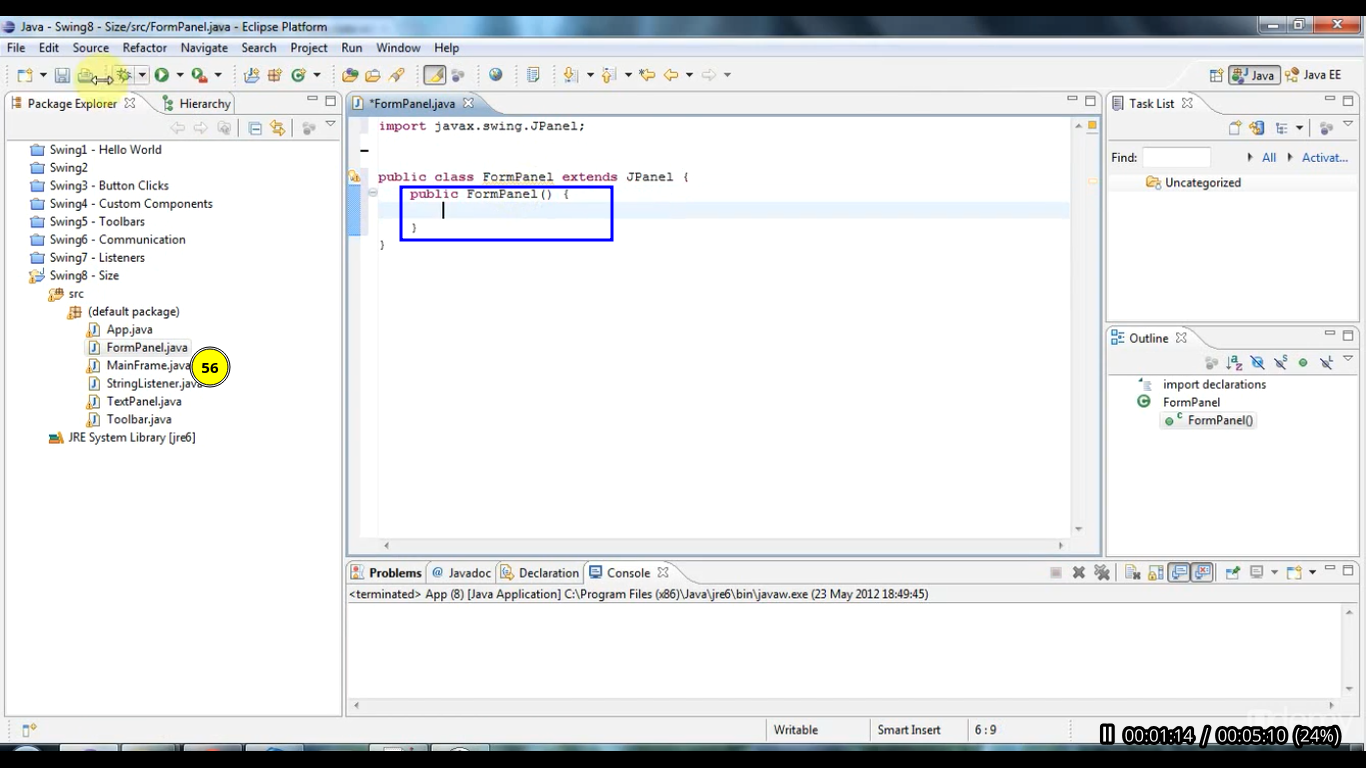 Java - Swing8 - Size/src/FormPanel.java - Eclipse Platform
File Edit Source Refactor Navigate Search Project Run Window Help
Java Java EE
Package Explorer Hierarchy
Swing1 - Hello World
Swing2
Swing3 - Button Clicks
Swing4 - Custom Components
Swing5 - Toolbars
Swing6 - Communication
Swing7 - Listeners
Swing8 - Size
src
(default package)
App.java
FormPanel.java
MainFrame.java
56
StringListener.java
TextPanel.java
Toolbar.java
JRE System Library [jre6]
*FormPanel.java
import javax.swing.JPanel;
public class FormPanel extends JPanel {
public FormPanel() {
}
}
Task List
Find: All Activat...
Uncategorized
Outline
import declarations
FormPanel
FormPanel()
Problems @ Javadoc Declaration Console
<terminated> App (8) [Java Application] C:\Program Files (x86)\Java\jre6\bin\javaw.exe (23 May 2012 18:49:45)
Writable Smart Insert 6 : 9
00:01:14 / 00:05:10 (24%)